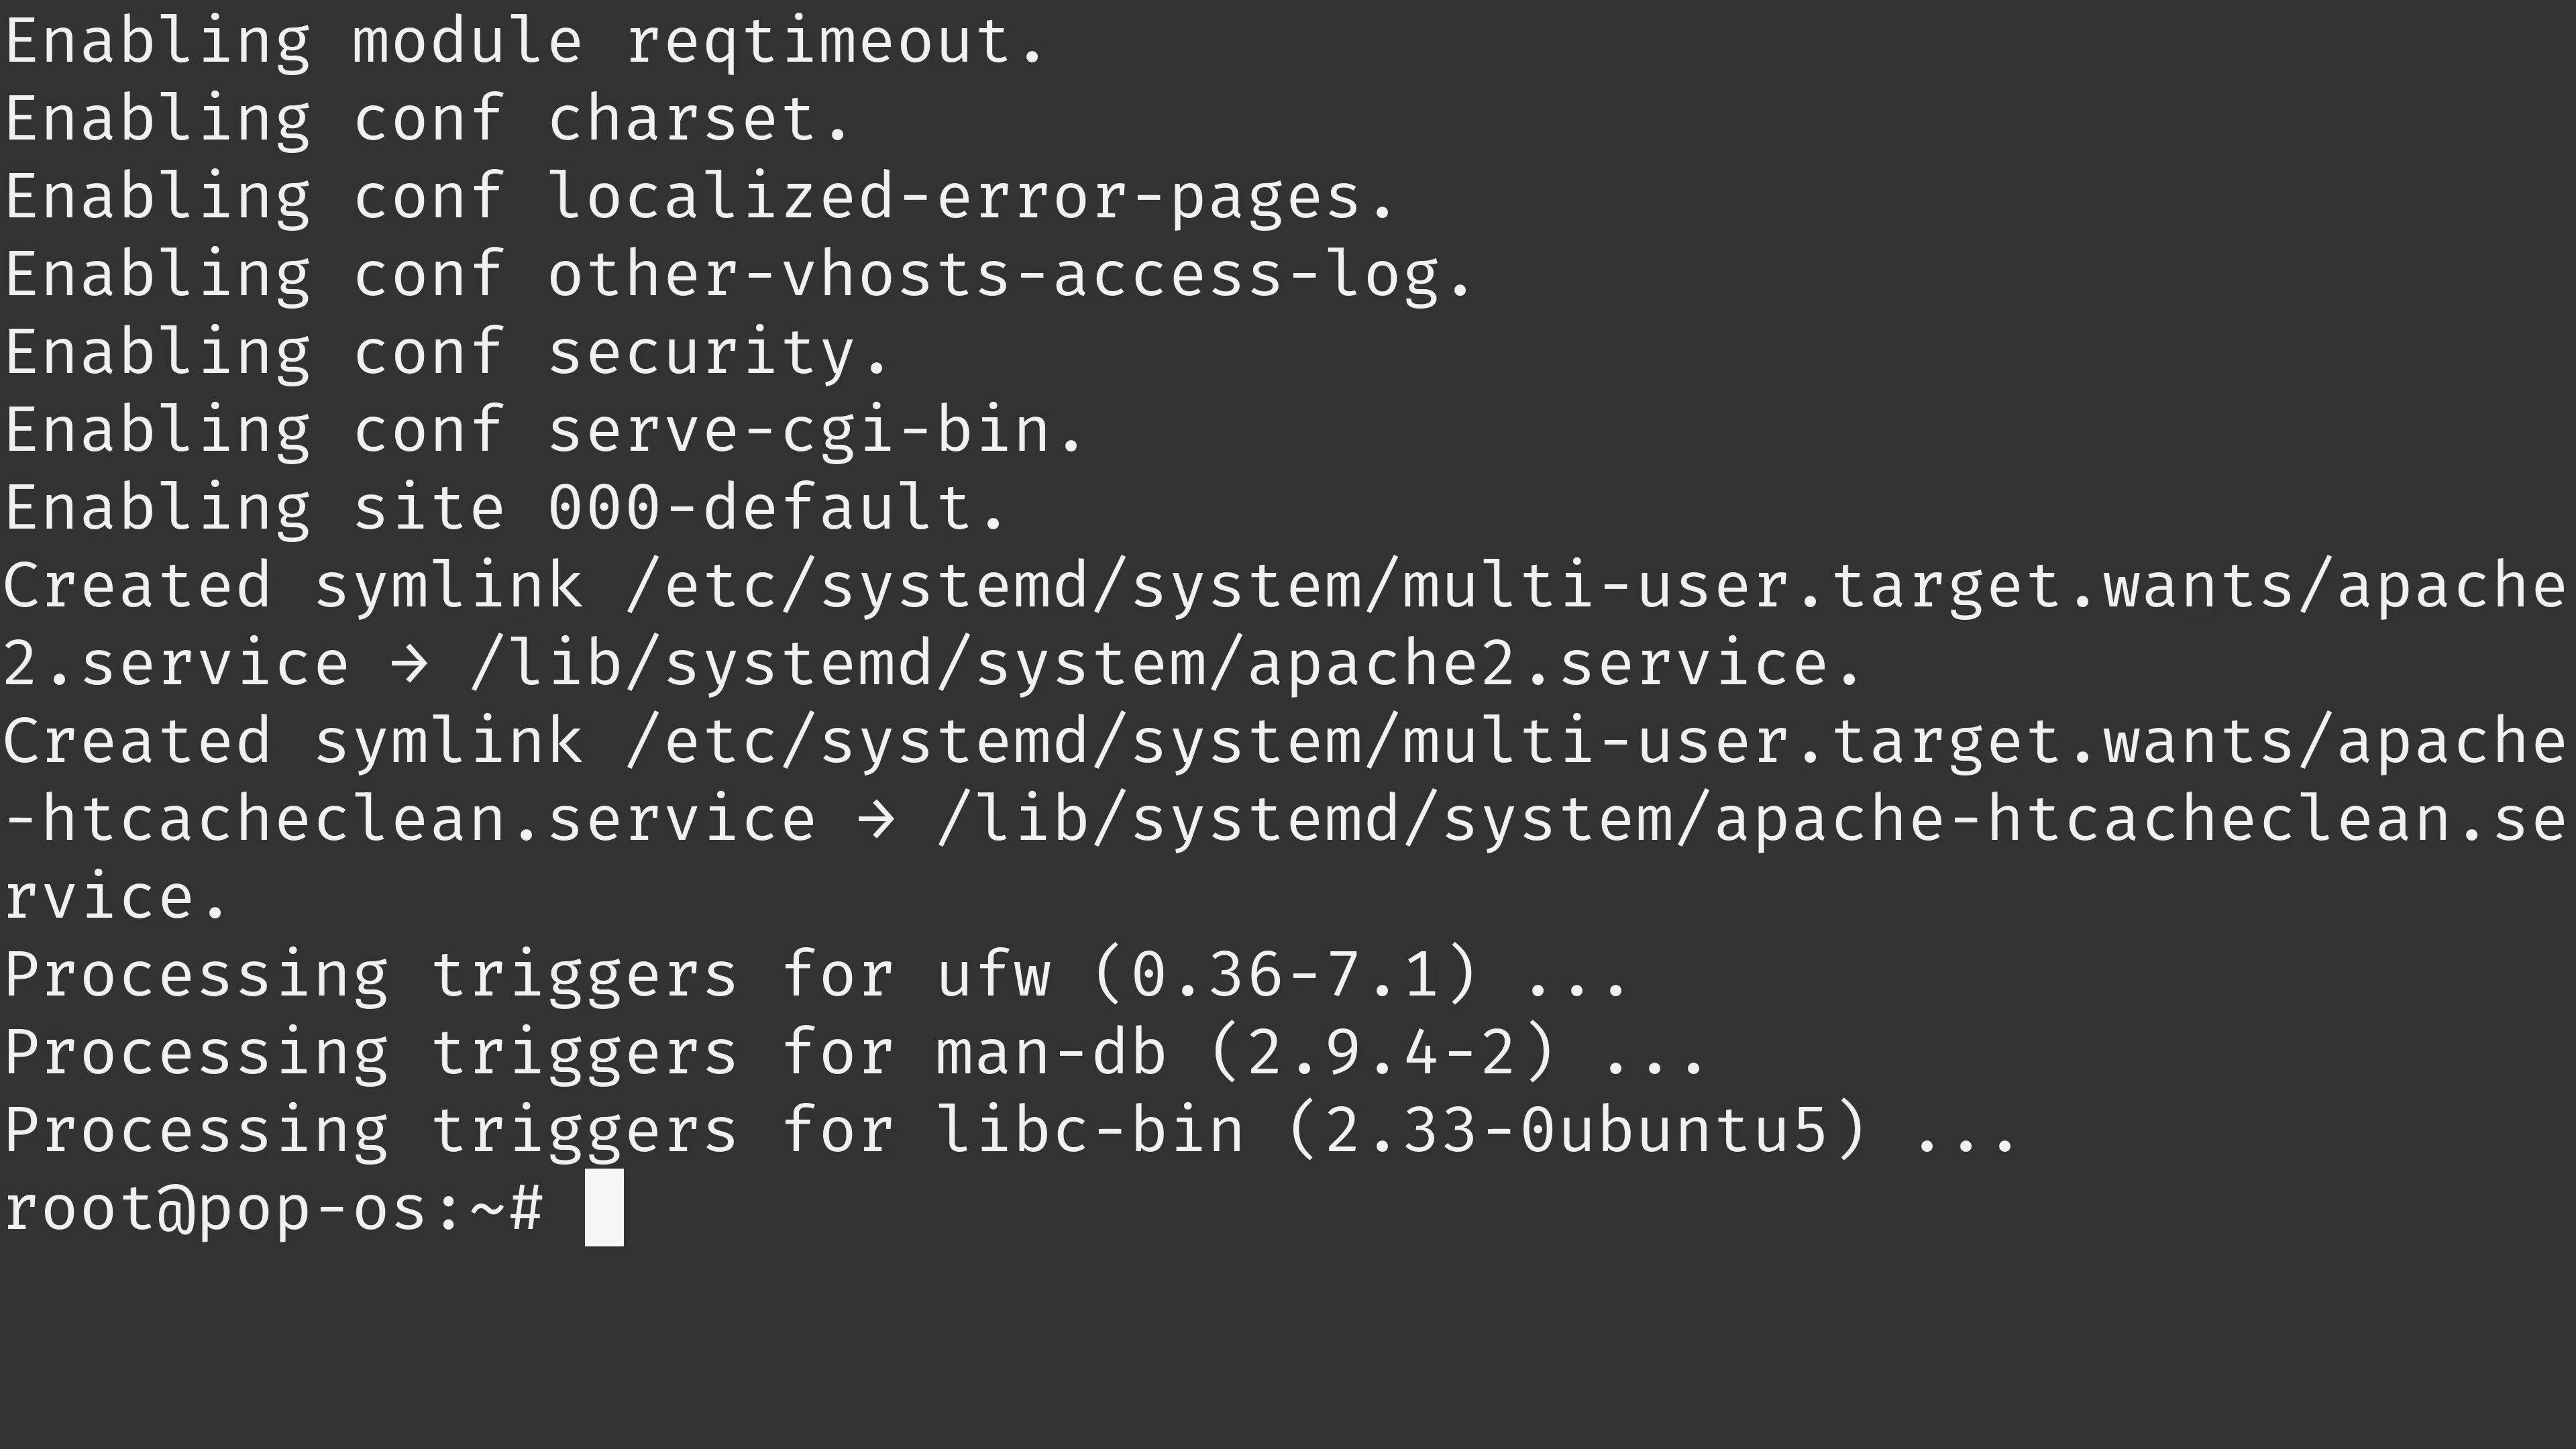 Enabling module reqtimeout.
Enabling conf charset.
Enabling conf localized-error-pages.
Enabling conf other-vhosts-access-log.
Enabling conf security.
Enabling conf serve-cgi-bin.
Enabling site 000-default.
Created symlink /etc/systemd/system/multi-user.target.wants/apache
2.service → /lib/systemd/system/apache2.service.
Created symlink /etc/systemd/system/multi-user.target.wants/apache
-htcacheclean.service → /lib/systemd/system/apache-htcacheclean.se
rvice.
Processing triggers for ufw (0.36-7.1) ...
Processing triggers for man-db (2.9.4-2) ...
Processing triggers for libc-bin (2.33-0ubuntu5) ...
root@pop-os:~#